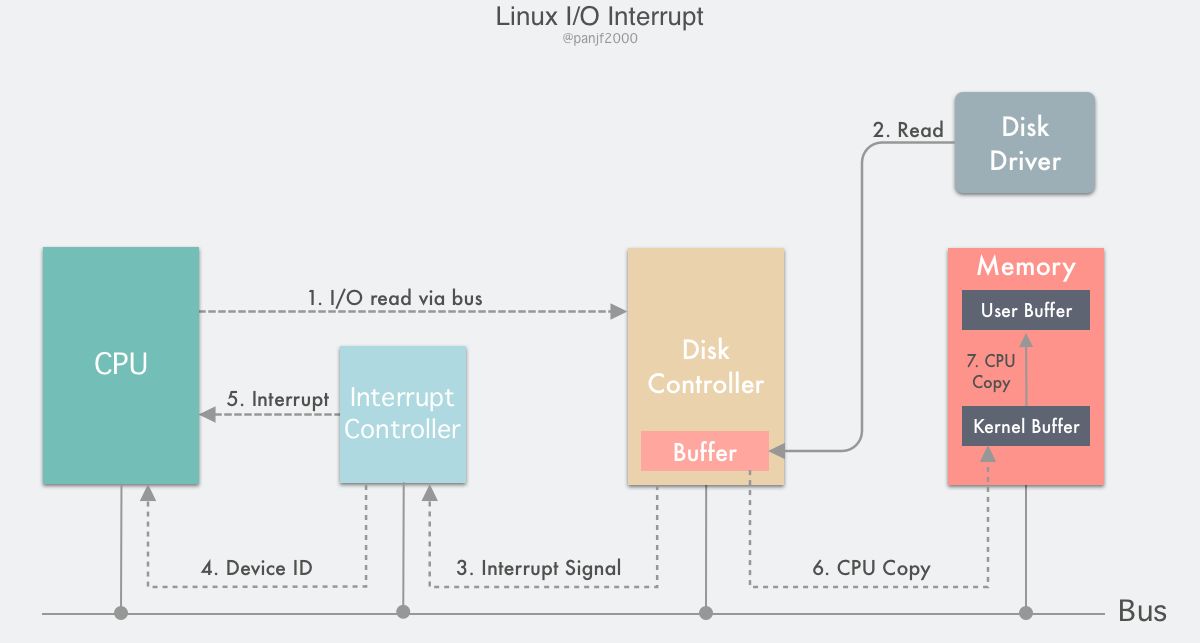 Linux I/O Interrupt
@panjf2000
2. Read
Disk
Driver
Memory
User Buffer
1. I/O read via bus
CPU
Disk
Controller
7. CPU
Copy
5. Interrupt
Interrupt
Controller
Kernel Buffer
Buffer
4. Device ID
3. Interrupt Signal
6. CPU Copy
Bus